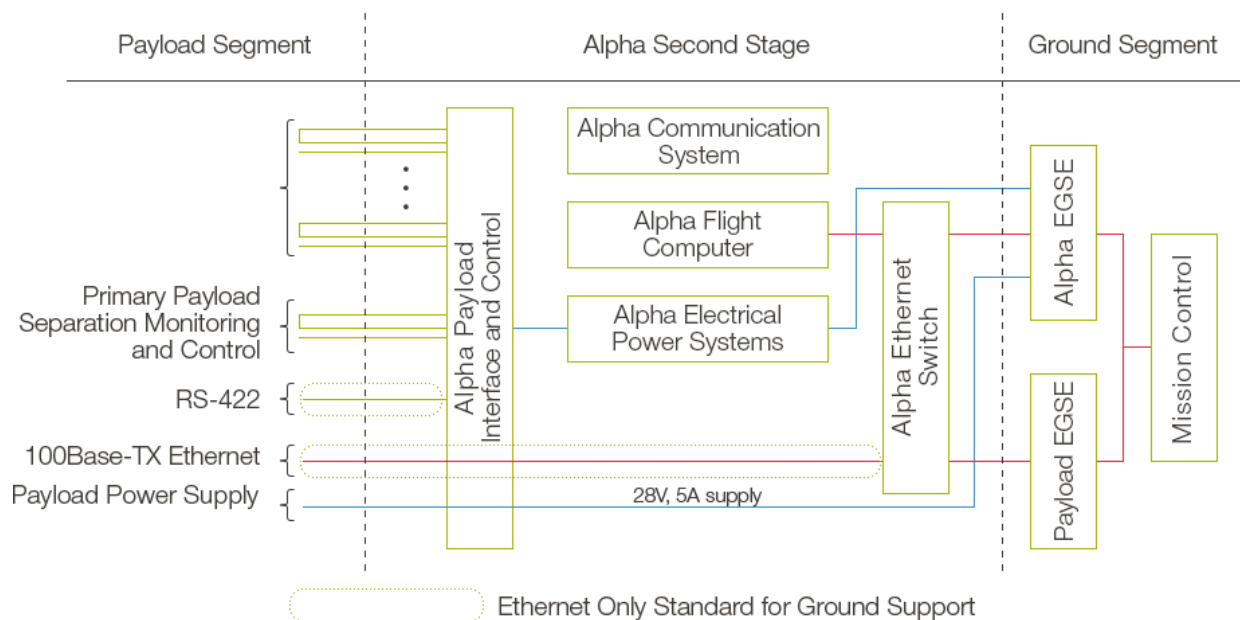 Payload Segment
Alpha Second Stage
Ground Segment
Alpha Communication
System
Alpha Flight
Computer
Alpha Electrical
Power Systems
Alpha Payload
Interface and Control
Alpha Ethernet
Switch
Alpha EGSE
Payload EGSE
Mission Control
Primary Payload
Separation Monitoring
and Control
RS-422
100Base-TX Ethernet
Payload Power Supply
28V, 5A supply
Ethernet Only Standard for Ground Support